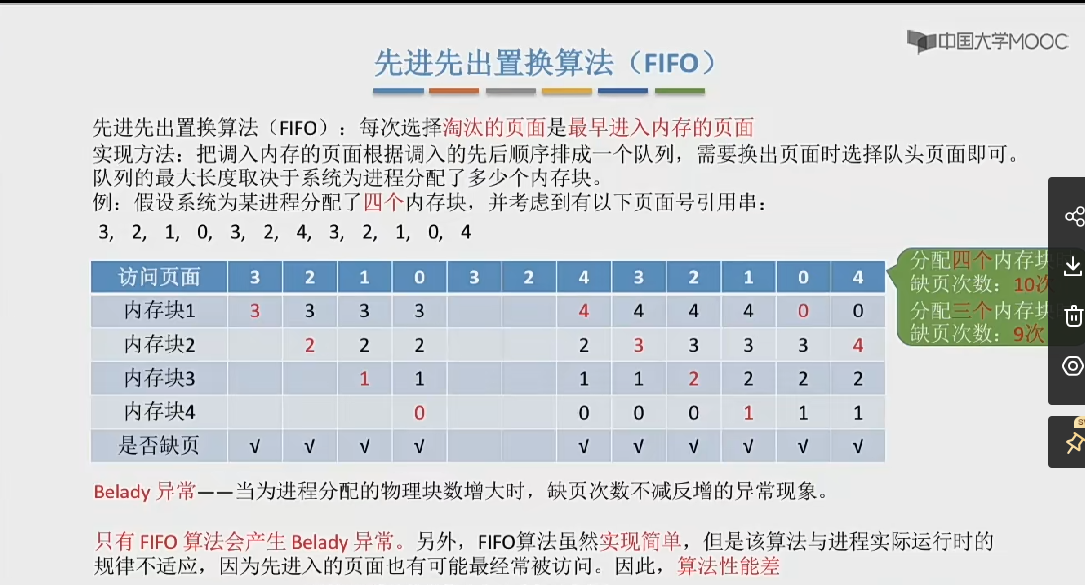 中国大学MOOC
先进先出置换算法（FIFO）
先进先出置换算法（FIFO）：每次选择淘汰的页面是最早进入内存的页面
实现方法：把调入内存的页面根据调入的先后顺序排成一个队列，需要换出页面时选择队头页面即可。
队列的最大长度取决于系统为进程分配了多少个内存块。
例：假设系统为某进程分配了四个内存块，并考虑到有以下页面号引用串：
3, 2, 1, 0, 3, 2, 4, 3, 2, 1, 0, 4
访问页面 3 2 1 0 3 2 4 3 2 1 0 4
内存块1 3 3 3 3 4 4 4 4 0 0
内存块2 2 2 2 2 3 3 3 3 4
内存块3 1 1 1 1 2 2 2 2
内存块4 0 0 0 0 1 1 1
是否缺页 √ √ √ √ √ √ √ √ √ √
分配四个内存块
缺页次数：10次
分配三个内存块
缺页次数：9次
Belady 异常——当为进程分配的物理块数增大时，缺页次数不减反增的异常现象。
只有 FIFO 算法会产生 Belady 异常。另外，FIFO算法虽然实现简单，但是该算法与进程实际运行时的
规律不适应，因为先进入的页面也有可能最经常被访问。因此，算法性能差